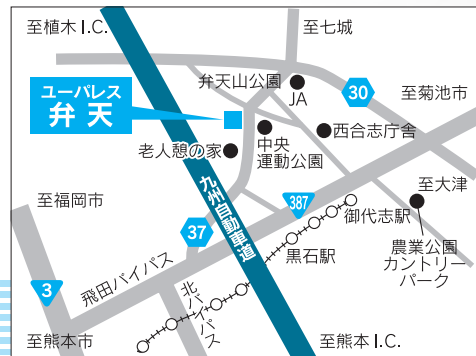 至植木I.C.
至七城
弁天山公園
JA
30
至菊池市
ユーパレス
弁天
中央
運動公園
西合志庁舎
老人憩の家
九州自動車道
387
至大津
至福岡市
37
御代志駅
黒石駅
農業公園
カントリー
パーク
飛田バイパス
北バイパス
3
至熊本市
至熊本I.C.